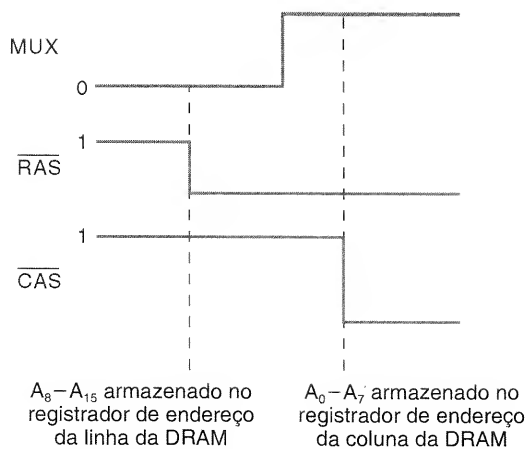 MUX
0
1
RAS
1
CAS
A₈–A₁₅ armazenado no
registrador de endereço
da linha da DRAM
A₀–A₇ armazenado no
registrador de endereço
da coluna da DRAM